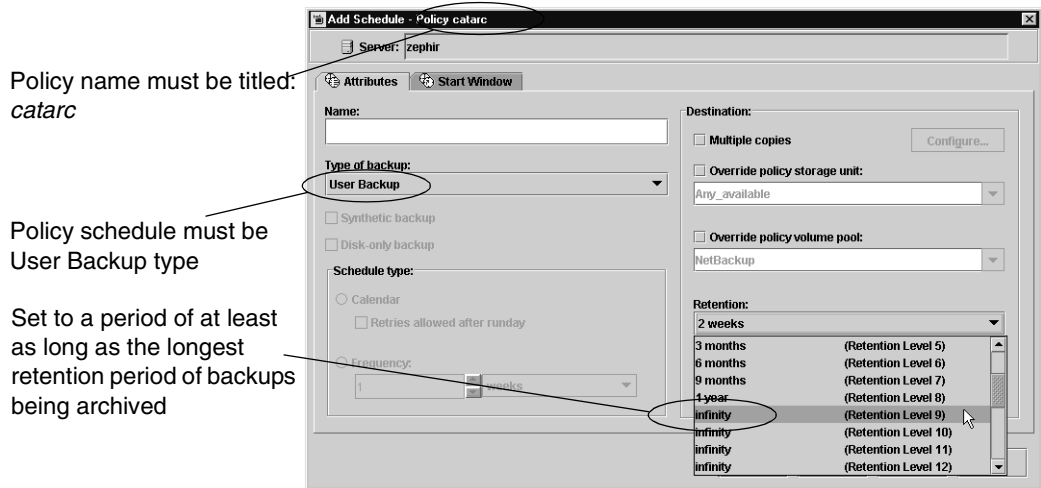 Add Schedule - Policy catarc
Server: zephir
Policy name must be titled:
catarc
Attributes
Start Window
Name:
Type of backup:
User Backup
Synthetic backup
Disk-only backup
Schedule type:
Calendar
Retries allowed after runday
Frequency:
1 weeks
Destination:
Multiple copies
Configure...
Override policy storage unit:
Any_available
Override policy volume pool:
NetBackup
Retention:
2 weeks
3 months (Retention Level 5)
6 months (Retention Level 6)
9 months (Retention Level 7)
1 year (Retention Level 8)
infinity (Retention Level 9)
infinity (Retention Level 10)
infinity (Retention Level 11)
infinity (Retention Level 12)
Policy schedule must be
User Backup type
Set to a period of at least
as long as the longest
retention period of backups
being archived